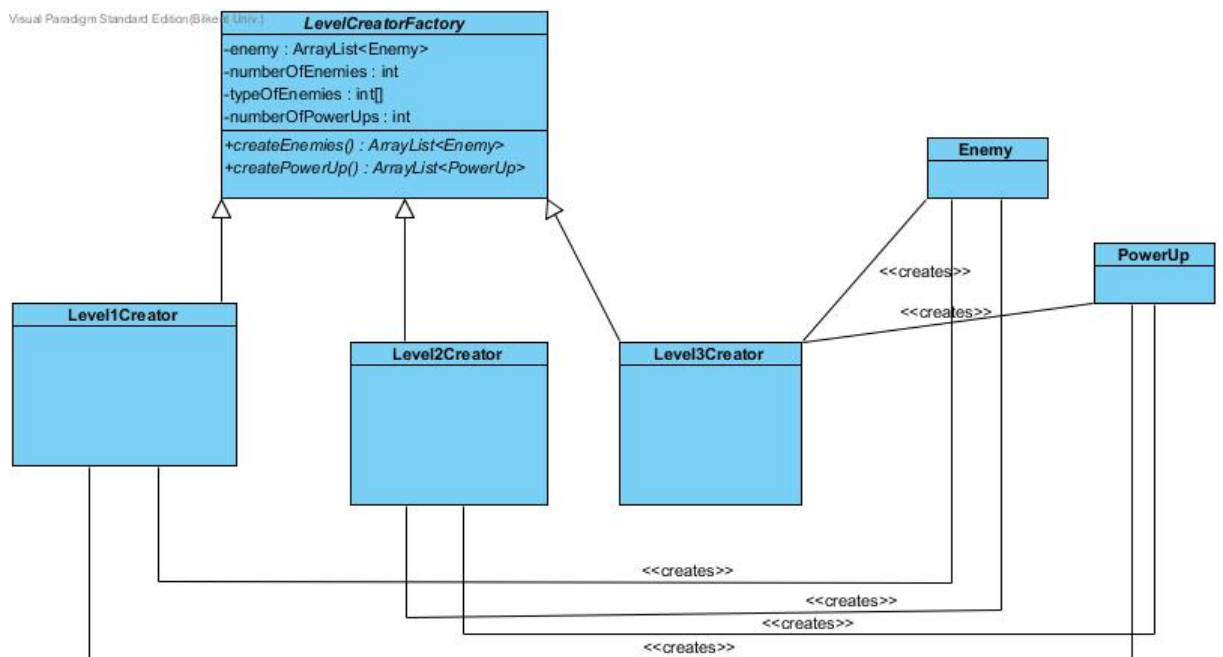 Visual Paradigm Standard Edition(Bilkent Univ.)
LevelCreatorFactory
-enemy : ArrayList<Enemy>
-numberOfEnemies : int
-typeOfEnemies : int[]
-numberOfPowerUps : int
+createEnemies() : ArrayList<Enemy>
+createPowerUp() : ArrayList<PowerUp>
Enemy
PowerUp
<<creates>>
<<creates>>
Level1Creator
Level2Creator
Level3Creator
<<creates>>
<<creates>>
<<creates>>
<<creates>>